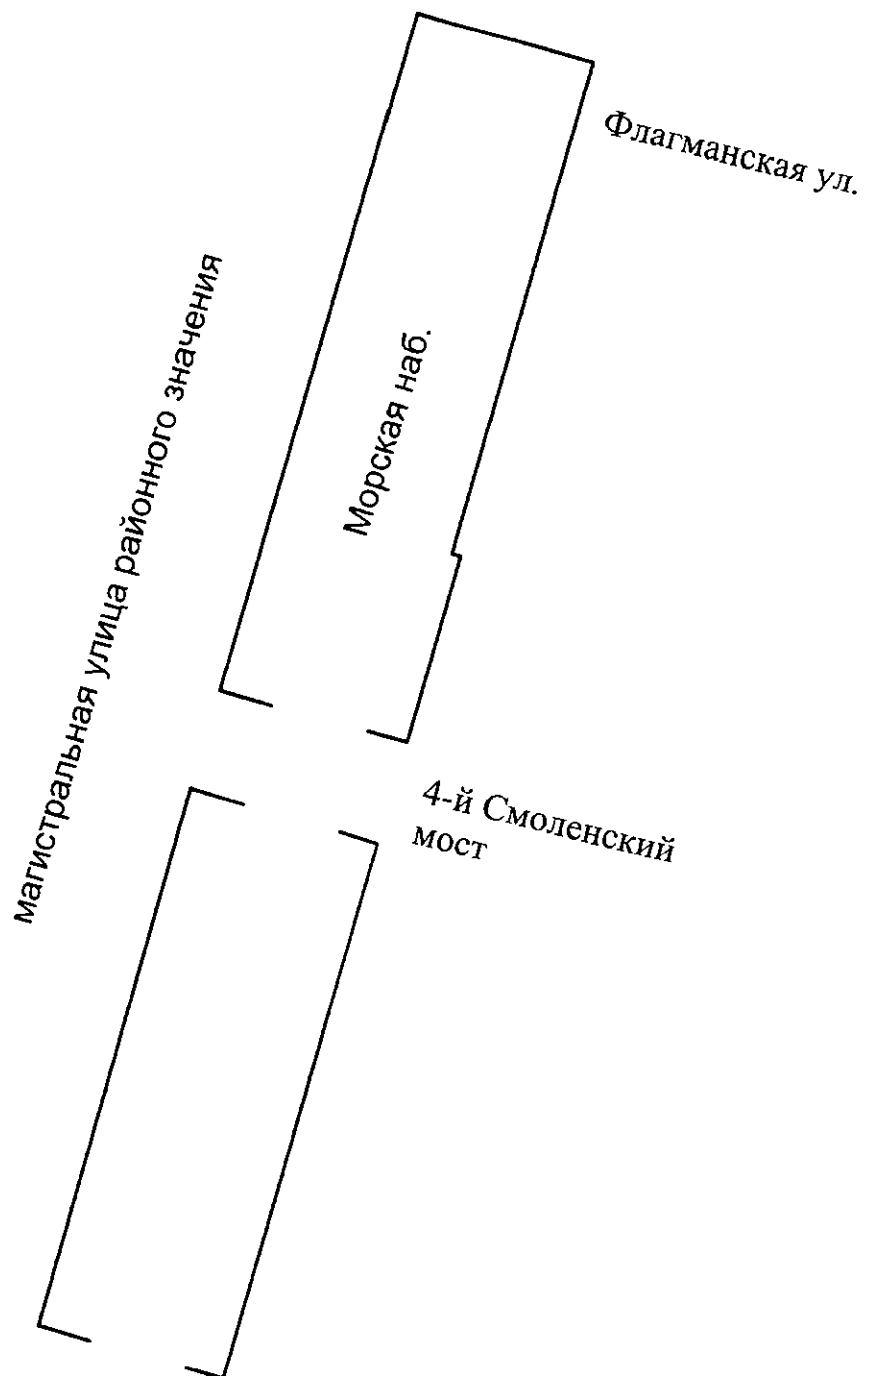 Флагманская ул.
магистральная улица районного значения
Морская наб.
4-й Смоленский
мост